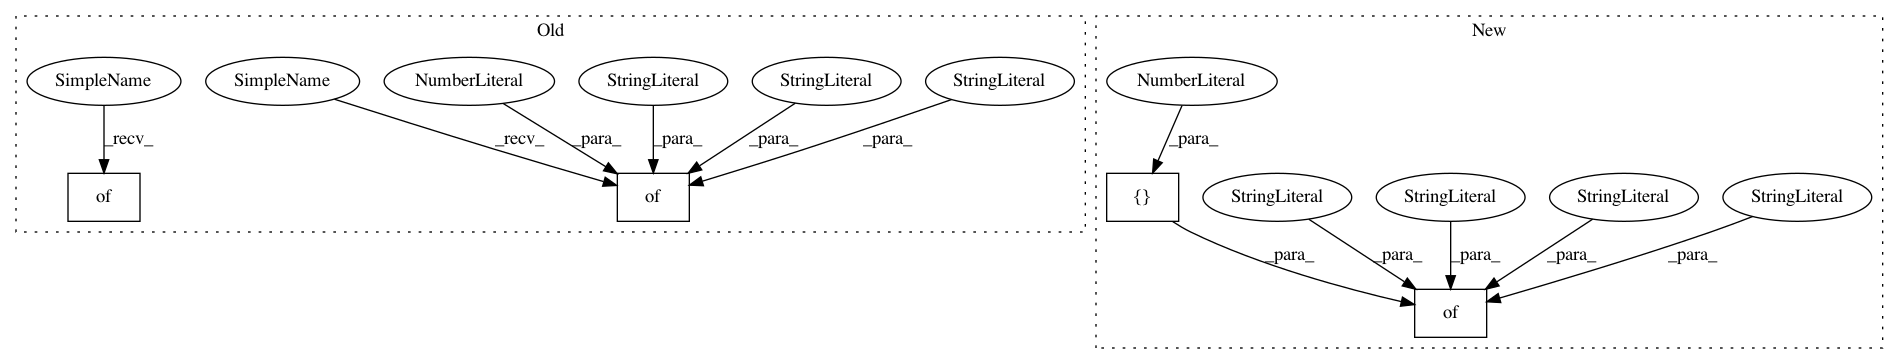 Old
New
SimpleName
SimpleName
NumberLiteral
StringLiteral
StringLiteral
StringLiteral
NumberLiteral
_recv_
_recv_
_para_
_para_
_para_
_para_
_para_
of
of
{}
StringLiteral
StringLiteral
StringLiteral
StringLiteral
_para_
_para_
_para_
_para_
_para_
of